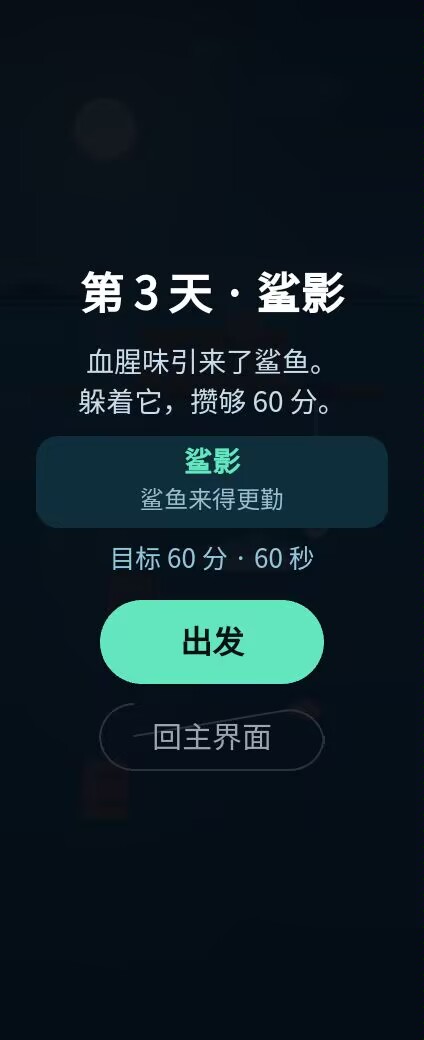 第 3 天 · 鲨影
血腥味引来了鲨鱼。
躲着它，攒够 60 分。
鲨影
鲨鱼来得更勤
目标 60 分 · 60 秒
出发
回主界面